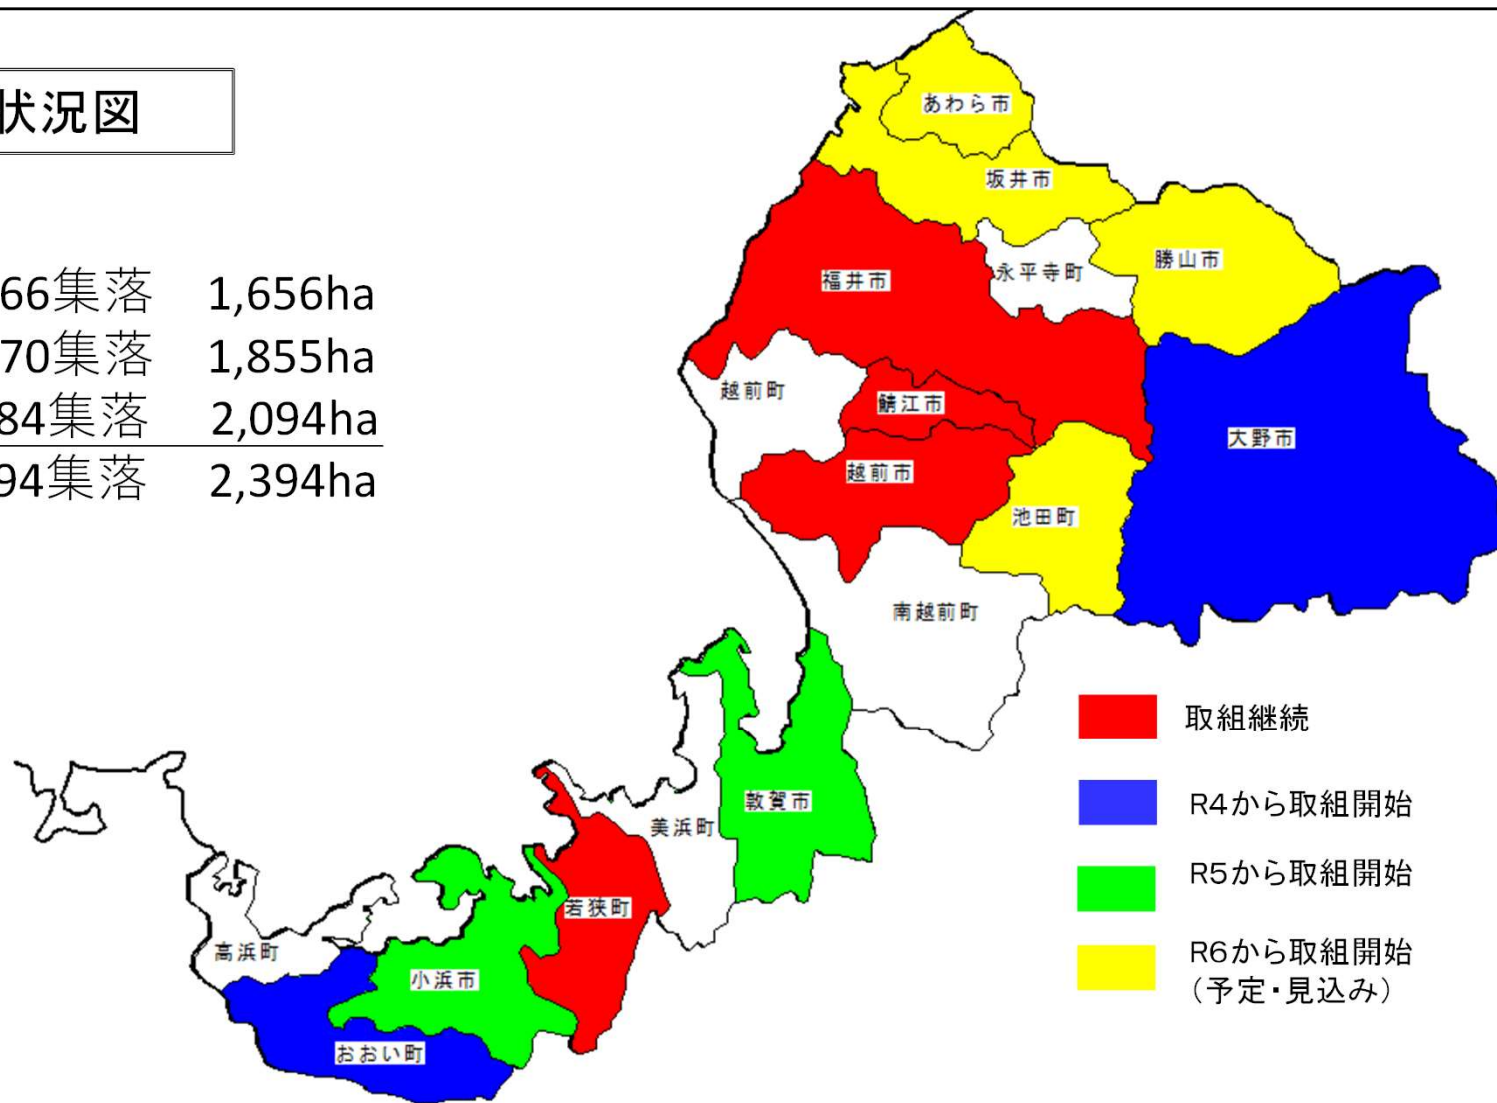 状況図
66集落 1,656ha
70集落 1,855ha
84集落 2,094ha
94集落 2,394ha
あわら市
坂井市
勝山市
永平寺町
福井市
越前町
鯖江市
大野市
越前市
池田町
南越前町
敦賀市
美浜町
若狭町
高浜町
小浜市
おおい町
取組継続
R4から取組開始
R5から取組開始
R6から取組開始
（予定・見込み）